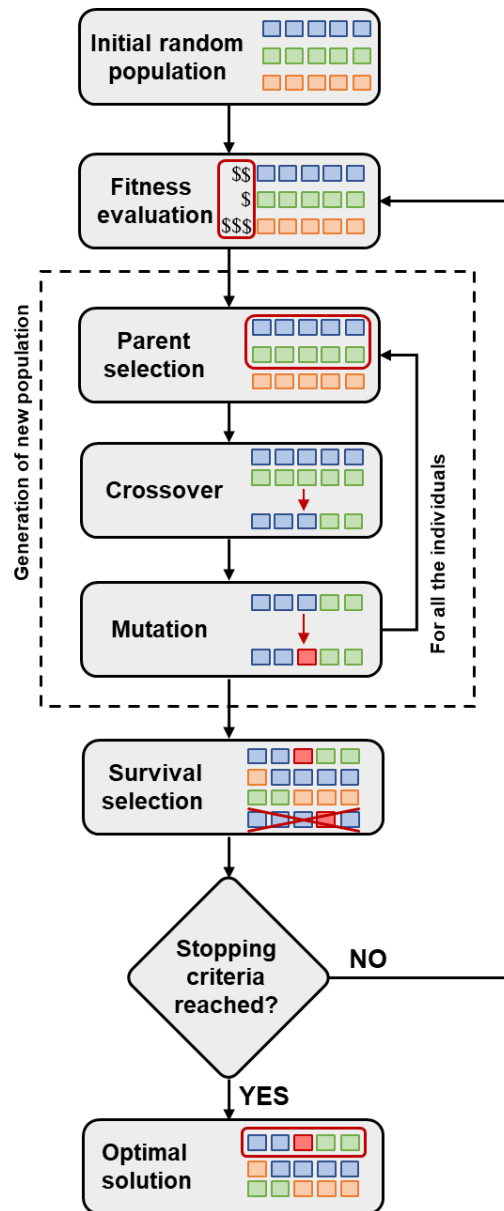 Initial random
population
Fitness
evaluation
$$
$
$$$
Generation of new population
Parent
selection
Crossover
Mutation
For all the individuals
Survival
selection
Stopping
criteria
reached?
NO
YES
Optimal
solution